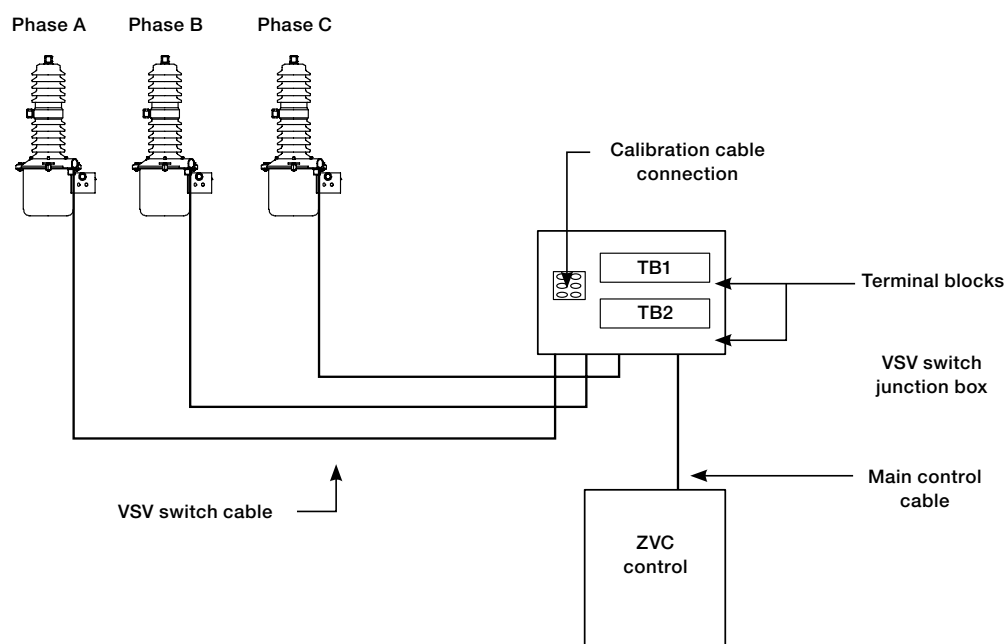 Phase A
Phase B
Phase C
Calibration cable
connection
TB1
TB2
Terminal blocks
VSV switch
junction box
Main control
cable
VSV switch cable
ZVC
control